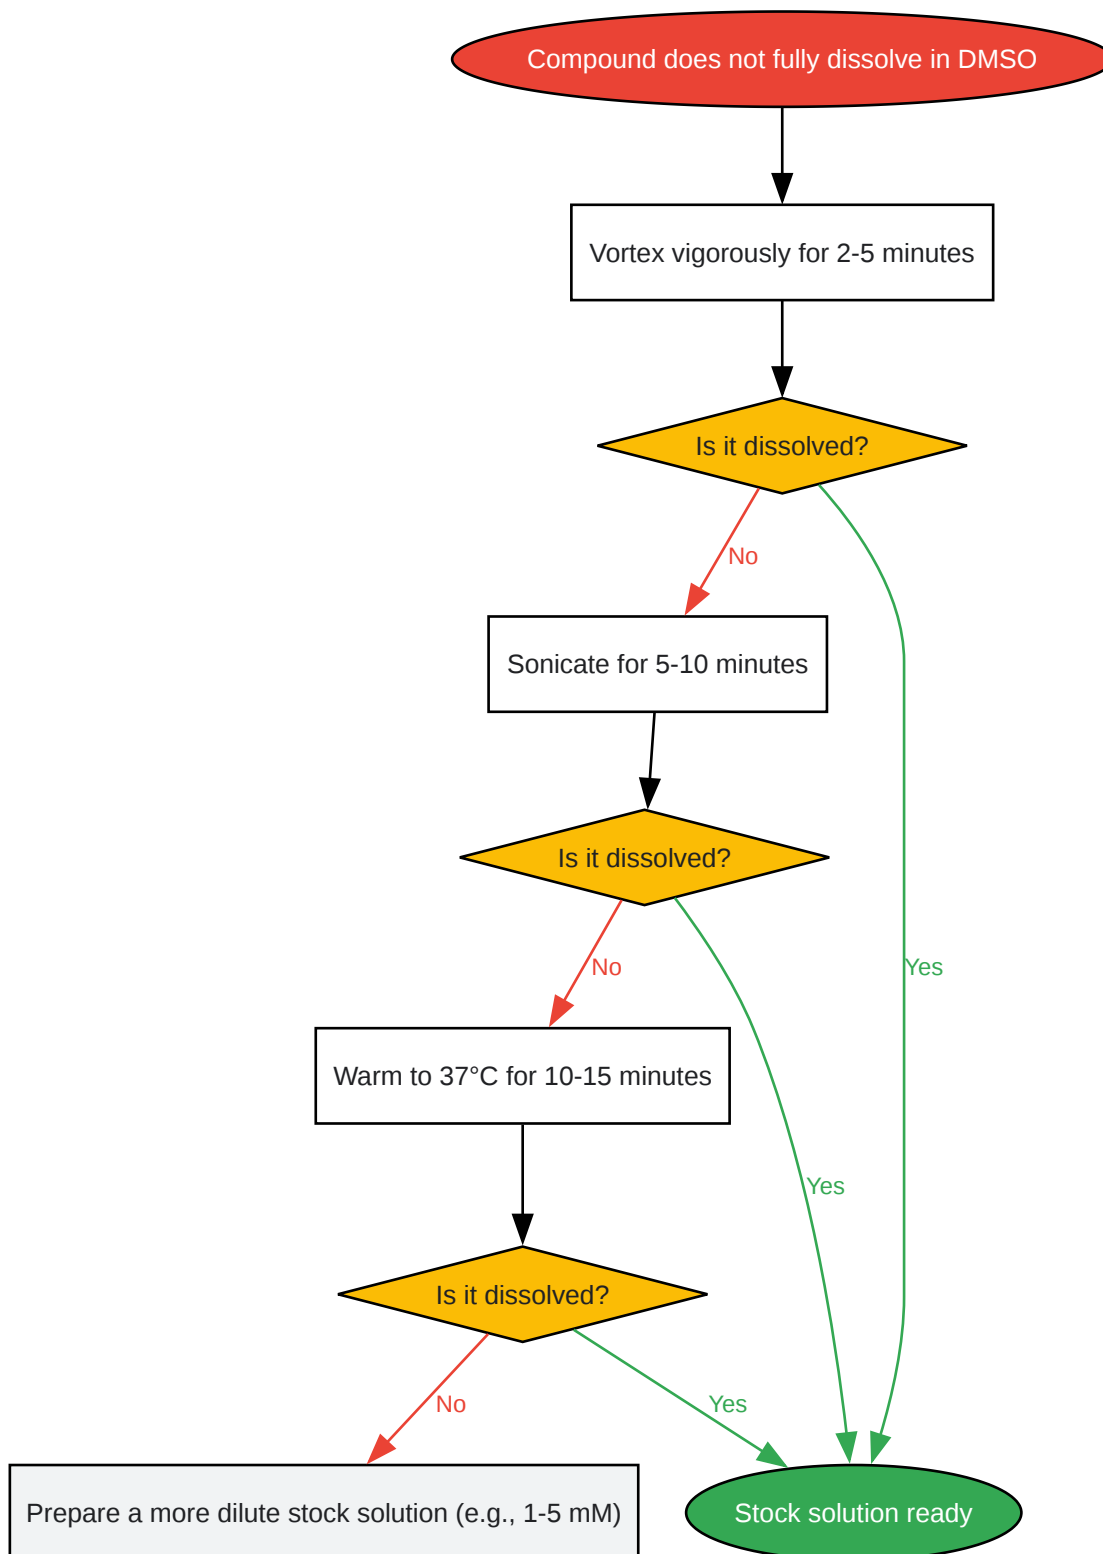 Compound does not fully dissolve in DMSO
Vortex vigorously for 2-5 minutes
Is it dissolved?
No
Sonicate for 5-10 minutes
Is it dissolved?
No
Yes
Warm to 37°C for 10-15 minutes
Yes
Is it dissolved?
No
Yes
Prepare a more dilute stock solution (e.g., 1-5 mM)
Stock solution ready